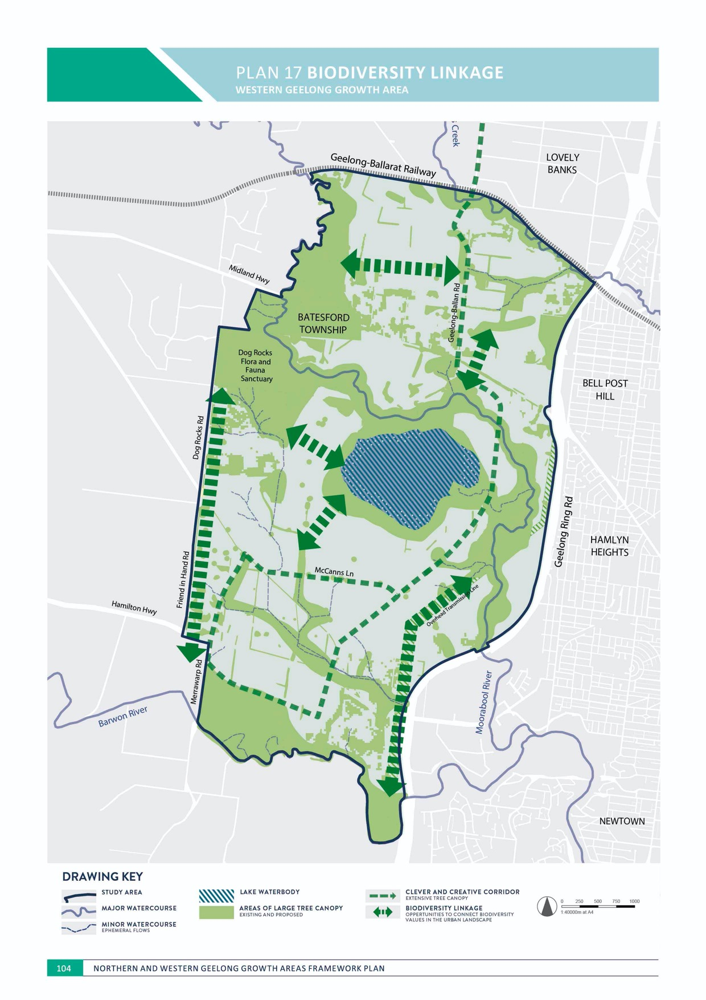 PLAN 17 BIODIVERSITY LINKAGE
WESTERN GEELONG GROWTH AREA
s Creek
LOVELY
BANKS
Geelong-Ballarat Railway
Midland Hwy
Geelong-Ballan Rd
BATESFORD
TOWNSHIP
Dog Rocks
Flora and
Fauna
Sanctuary
BELL POST
HILL
Dog Rocks Rd
Geelong Ring Rd
HAMLYN
HEIGHTS
Friend in Hand Rd
McCanns Ln
Overhead Transmission Line
Hamilton Hwy
Merrawarp Rd
Barwon River
Moorabool River
NEWTOWN
DRAWING KEY
STUDY AREA
MAJOR WATERCOURSE
MINOR WATERCOURSE
EPHEMERAL FLOWS
LAKE WATERBODY
AREAS OF LARGE TREE CANOPY
EXISTING AND PROPOSED
CLEVER AND CREATIVE CORRIDOR
EXTENSIVE TREE CANOPY
BIODIVERSITY LINKAGE
OPPORTUNITIES TO CONNECT BIODIVERSITY
VALUES IN THE URBAN LANDSCAPE
0 250 500 750 1000
1:40000m at A4
104 NORTHERN AND WESTERN GEELONG GROWTH AREAS FRAMEWORK PLAN